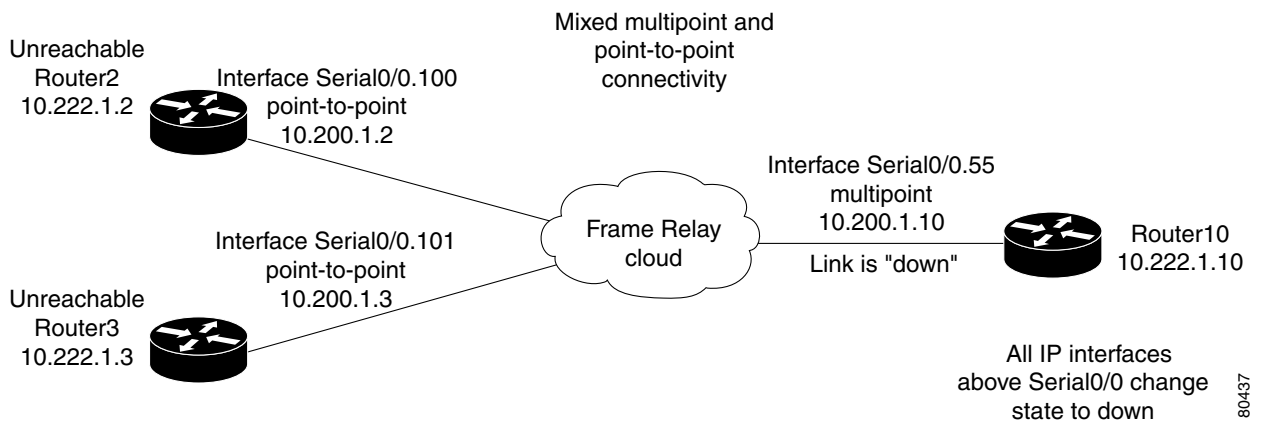 Mixed multipoint and
point-to-point
connectivity
Unreachable
Router2
10.222.1.2
Interface Serial0/0.100
point-to-point
10.200.1.2
Interface Serial0/0.55
multipoint
10.200.1.10
Link is "down"
Frame Relay
cloud
Router10
10.222.1.10
Interface Serial0/0.101
point-to-point
10.200.1.3
Unreachable
Router3
10.222.1.3
All IP interfaces
above Serial0/0 change
state to down
80437